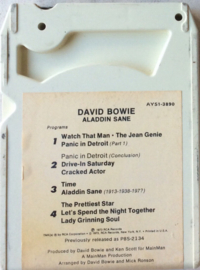 AYS1-3890
DAVID BOWIE
ALADDIN SANE
Programs
1 Watch That Man • The Jean Genie
Panic in Detroit (Part 1)
Panic in Detroit (Conclusion)
2 Drive-In Saturday
Cracked Actor
3 Time
Aladdin Sane (1913-1938-197?)
The Prettiest Star
4 Let's Spend the Night Together
Lady Grinning Soul
Previously released as P8S-2134
Produced by David Bowie and Ken Scott for MainMan
A MainMan Production
Arranged by David Bowie and Mick Ronson